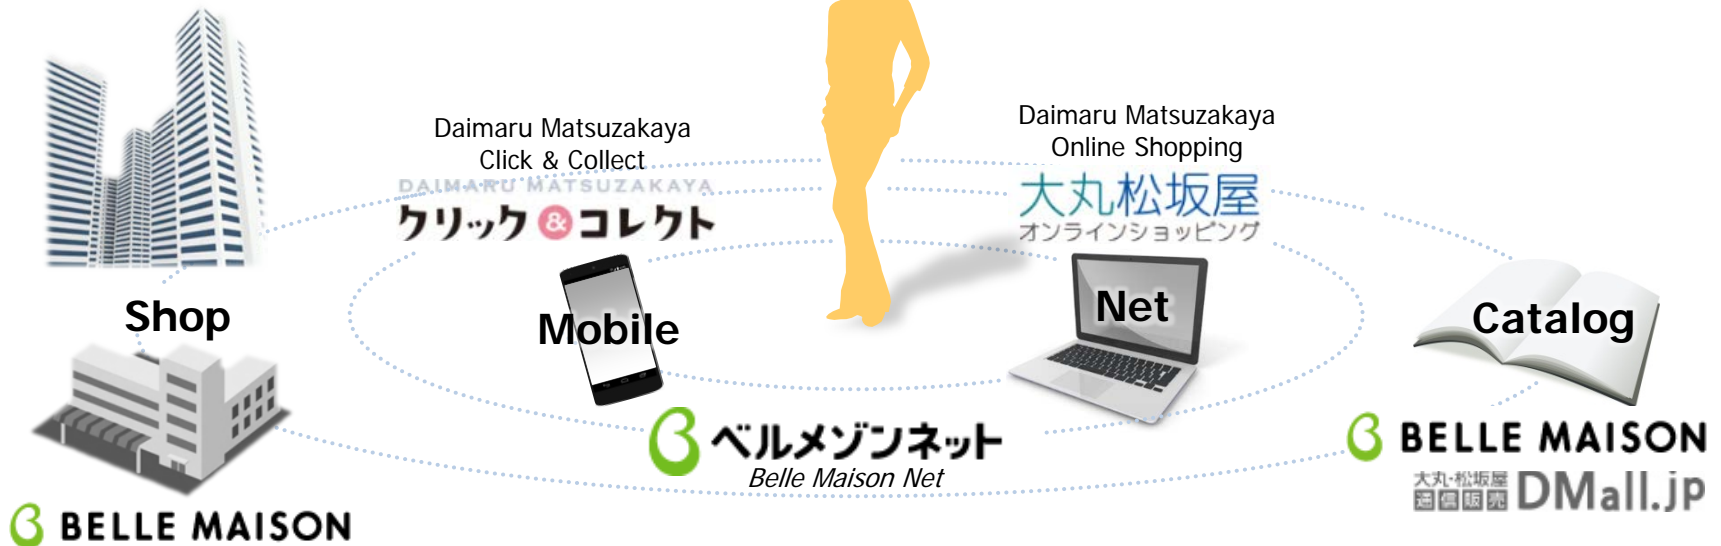 Daimaru Matsuzakaya
Click & Collect
DAIMARU MATSUZAKAYA
クリック&コレクト
Daimaru Matsuzakaya
Online Shopping
大丸松坂屋
オンラインショッピング
Shop
Mobile
Net
Catalog
ベルメゾンネット
Belle Maison Net
BELLE MAISON
大丸・松坂屋
通信販売 DMall.jp
BELLE MAISON